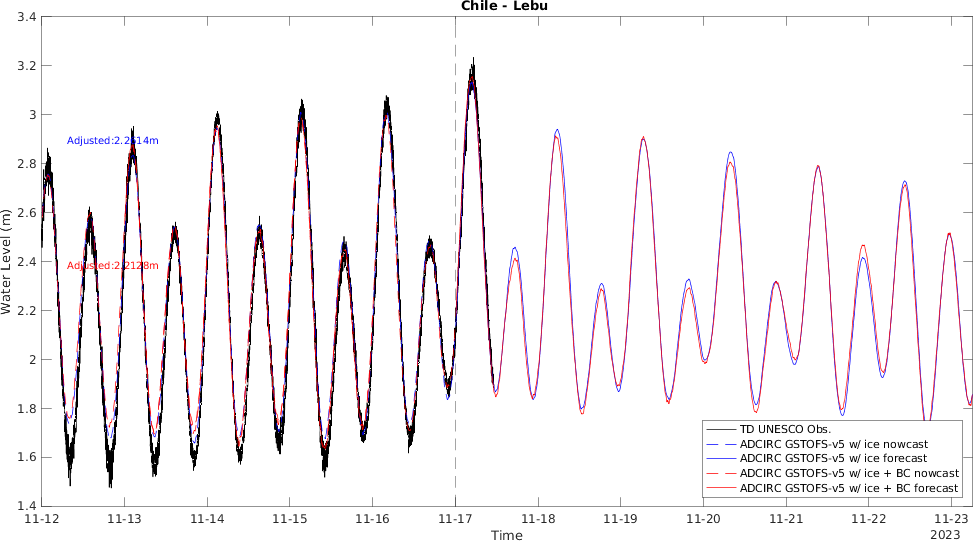 Chile - Lebu
3.4
3.2
3
2.8
2.6
2.4
2.2
2
1.8
1.6
1.4
Water Level (m)
Adjusted:2.2614m
Adjusted:2.2128m
TD UNESCO Obs.
ADCIRC GSTOFS-v5 w/ ice nowcast
ADCIRC GSTOFS-v5 w/ ice forecast
ADCIRC GSTOFS-v5 w/ ice + BC nowcast
ADCIRC GSTOFS-v5 w/ ice + BC forecast
11-12 11-13 11-14 11-15 11-16 11-17 11-18 11-19 11-20 11-21 11-22 11-23
2023
Time